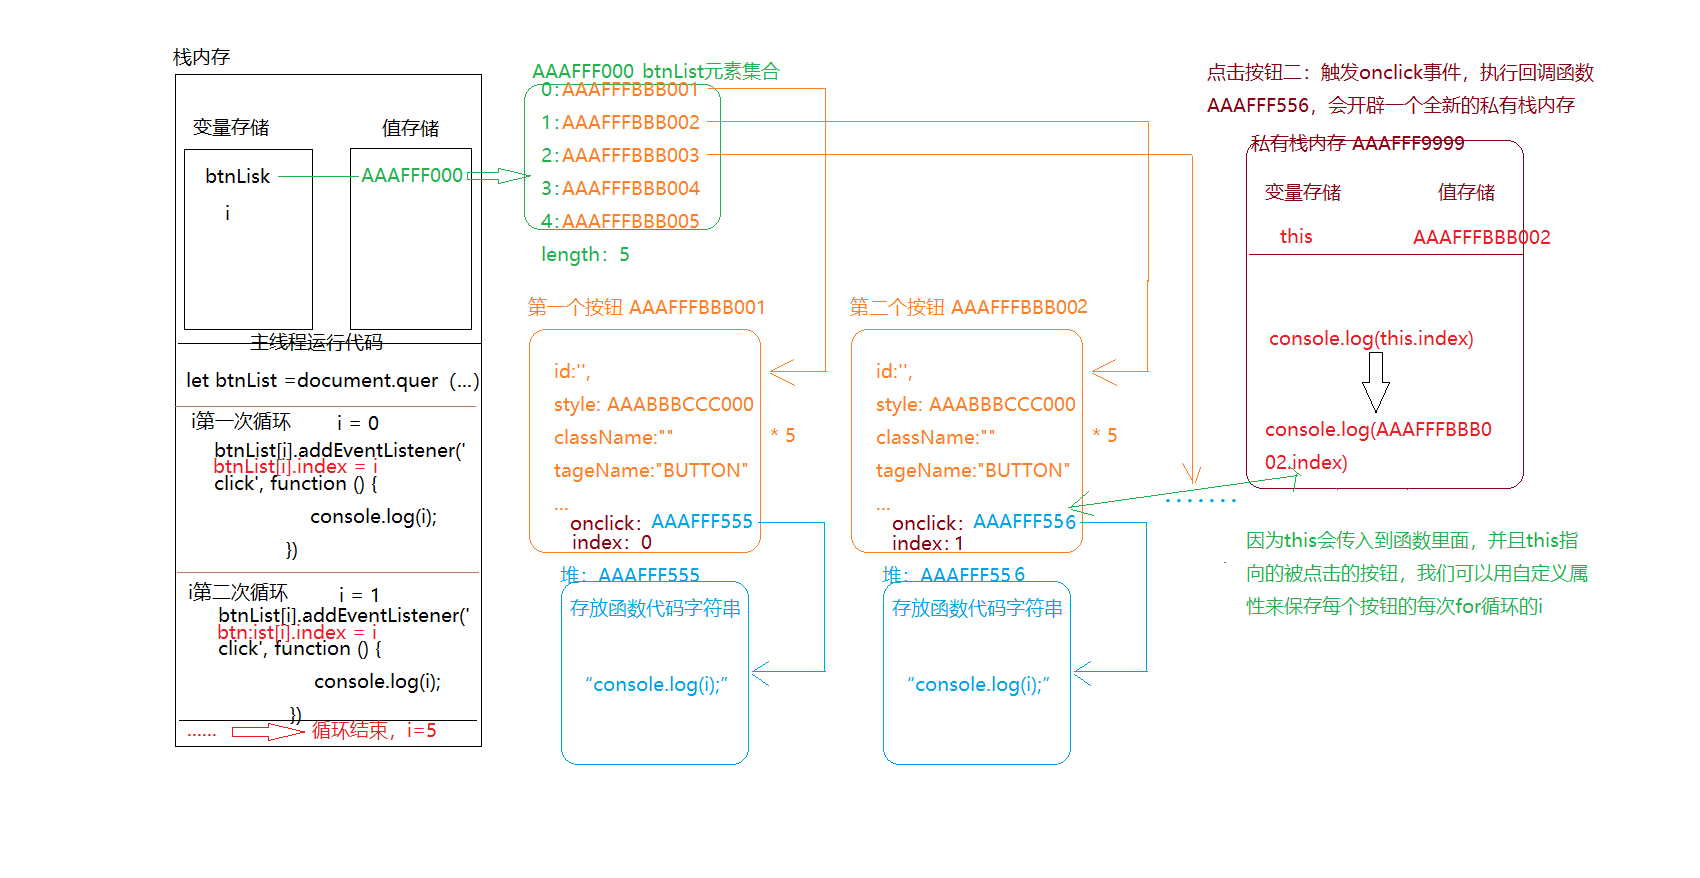 栈内存
变量存储
值存储
btnLisk
AAAFFF000
i
主线程运行代码
let btnList =document.quer（...）
i第一次循环
i = 0
btnList[i].addEventListener('
btnList[i].index = i
click', function () {
console.log(i);
})
i第二次循环
i = 1
btnList[i].addEventListener('
btn:ist[i].index = i
click', function () {
console.log(i);
})
......
循环结束，i=5
AAAFFF000 btnList元素集合
0:AAAFFFBBB001
1:AAAFFFBBB002
2:AAAFFFBBB003
3:AAAFFFBBB004
4:AAAFFFBBB005
length：5
第一个按钮 AAAFFFBBB001
id:'',
style: AAABBBCCC000
className:""
* 5
tageName:"BUTTON"
...
onclick：AAAFFF555
index：0
堆：AAAFFF555
存放函数代码字符串
“console.log(i);”
第二个按钮 AAAFFFBBB002
id:'',
style: AAABBBCCC000
className:""
* 5
tageName:"BUTTON"
...
onclick：AAAFFF556
index：1
堆：AAAFFF556
存放函数代码字符串
“console.log(i);”
.......
点击按钮二：触发onclick事件，执行回调函数
AAAFFF556，会开辟一个全新的私有栈内存
私有栈内存 AAAFFF9999
变量存储
值存储
this
AAAFFFBBB002
console.log(this.index)
console.log(AAAFFFBBB0
02.index)
因为this会传入到函数里面，并且this指
向的被点击的按钮，我们可以用自定义属
性来保存每个按钮的每次for循环的i